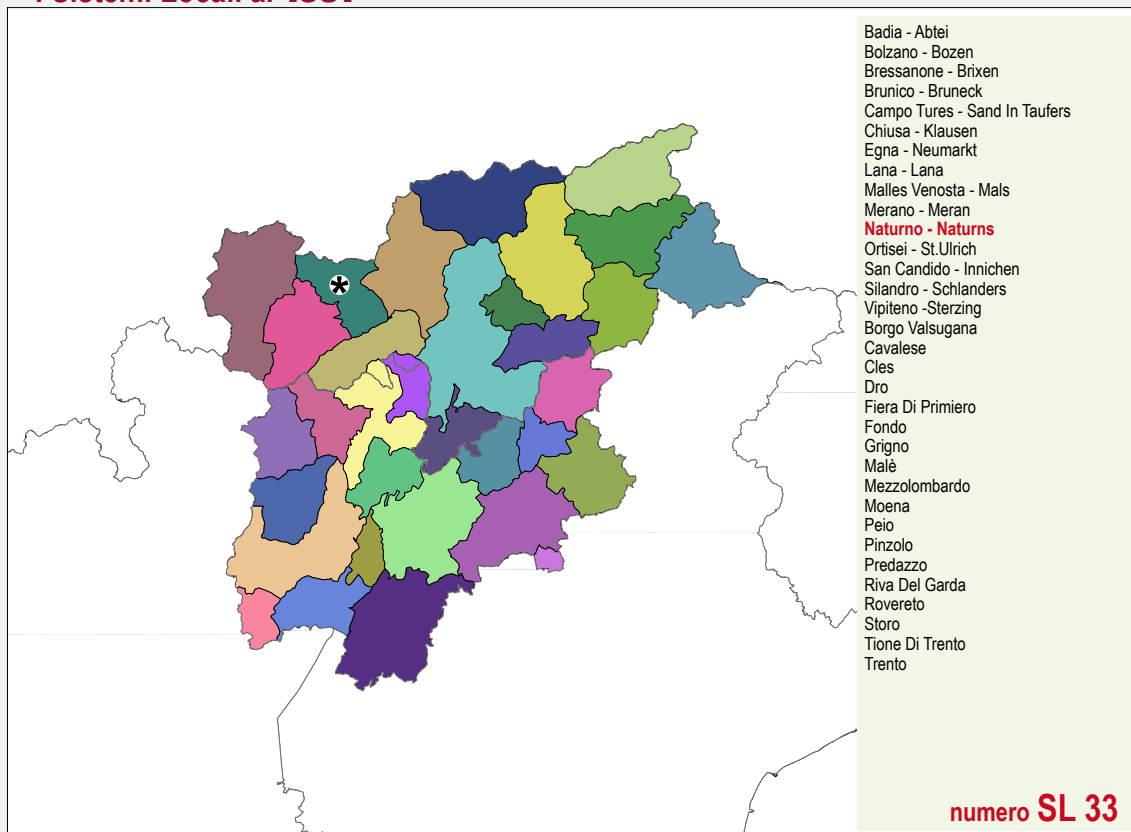 Badia - Abtei
Bolzano - Bozen
Bressanone - Brixen
Brunico - Bruneck
Campo Tures - Sand In Taufers
Chiusa - Klausen
Egna - Neumarkt
Lana - Lana
Malles Venosta - Mals
Merano - Meran
Naturno - Naturns
Ortisei - St.Ulrich
San Candido - Innichen
Silandro - Schlanders
Vipiteno -Sterzing
Borgo Valsugana
Cavalese
Cles
Dro
Fiera Di Primiero
Fondo
Grigno
Malè
Mezzolombardo
Moena
Peio
Pinzolo
Predazzo
Riva Del Garda
Rovereto
Storo
Tione Di Trento
Trento
*
numero SL 33